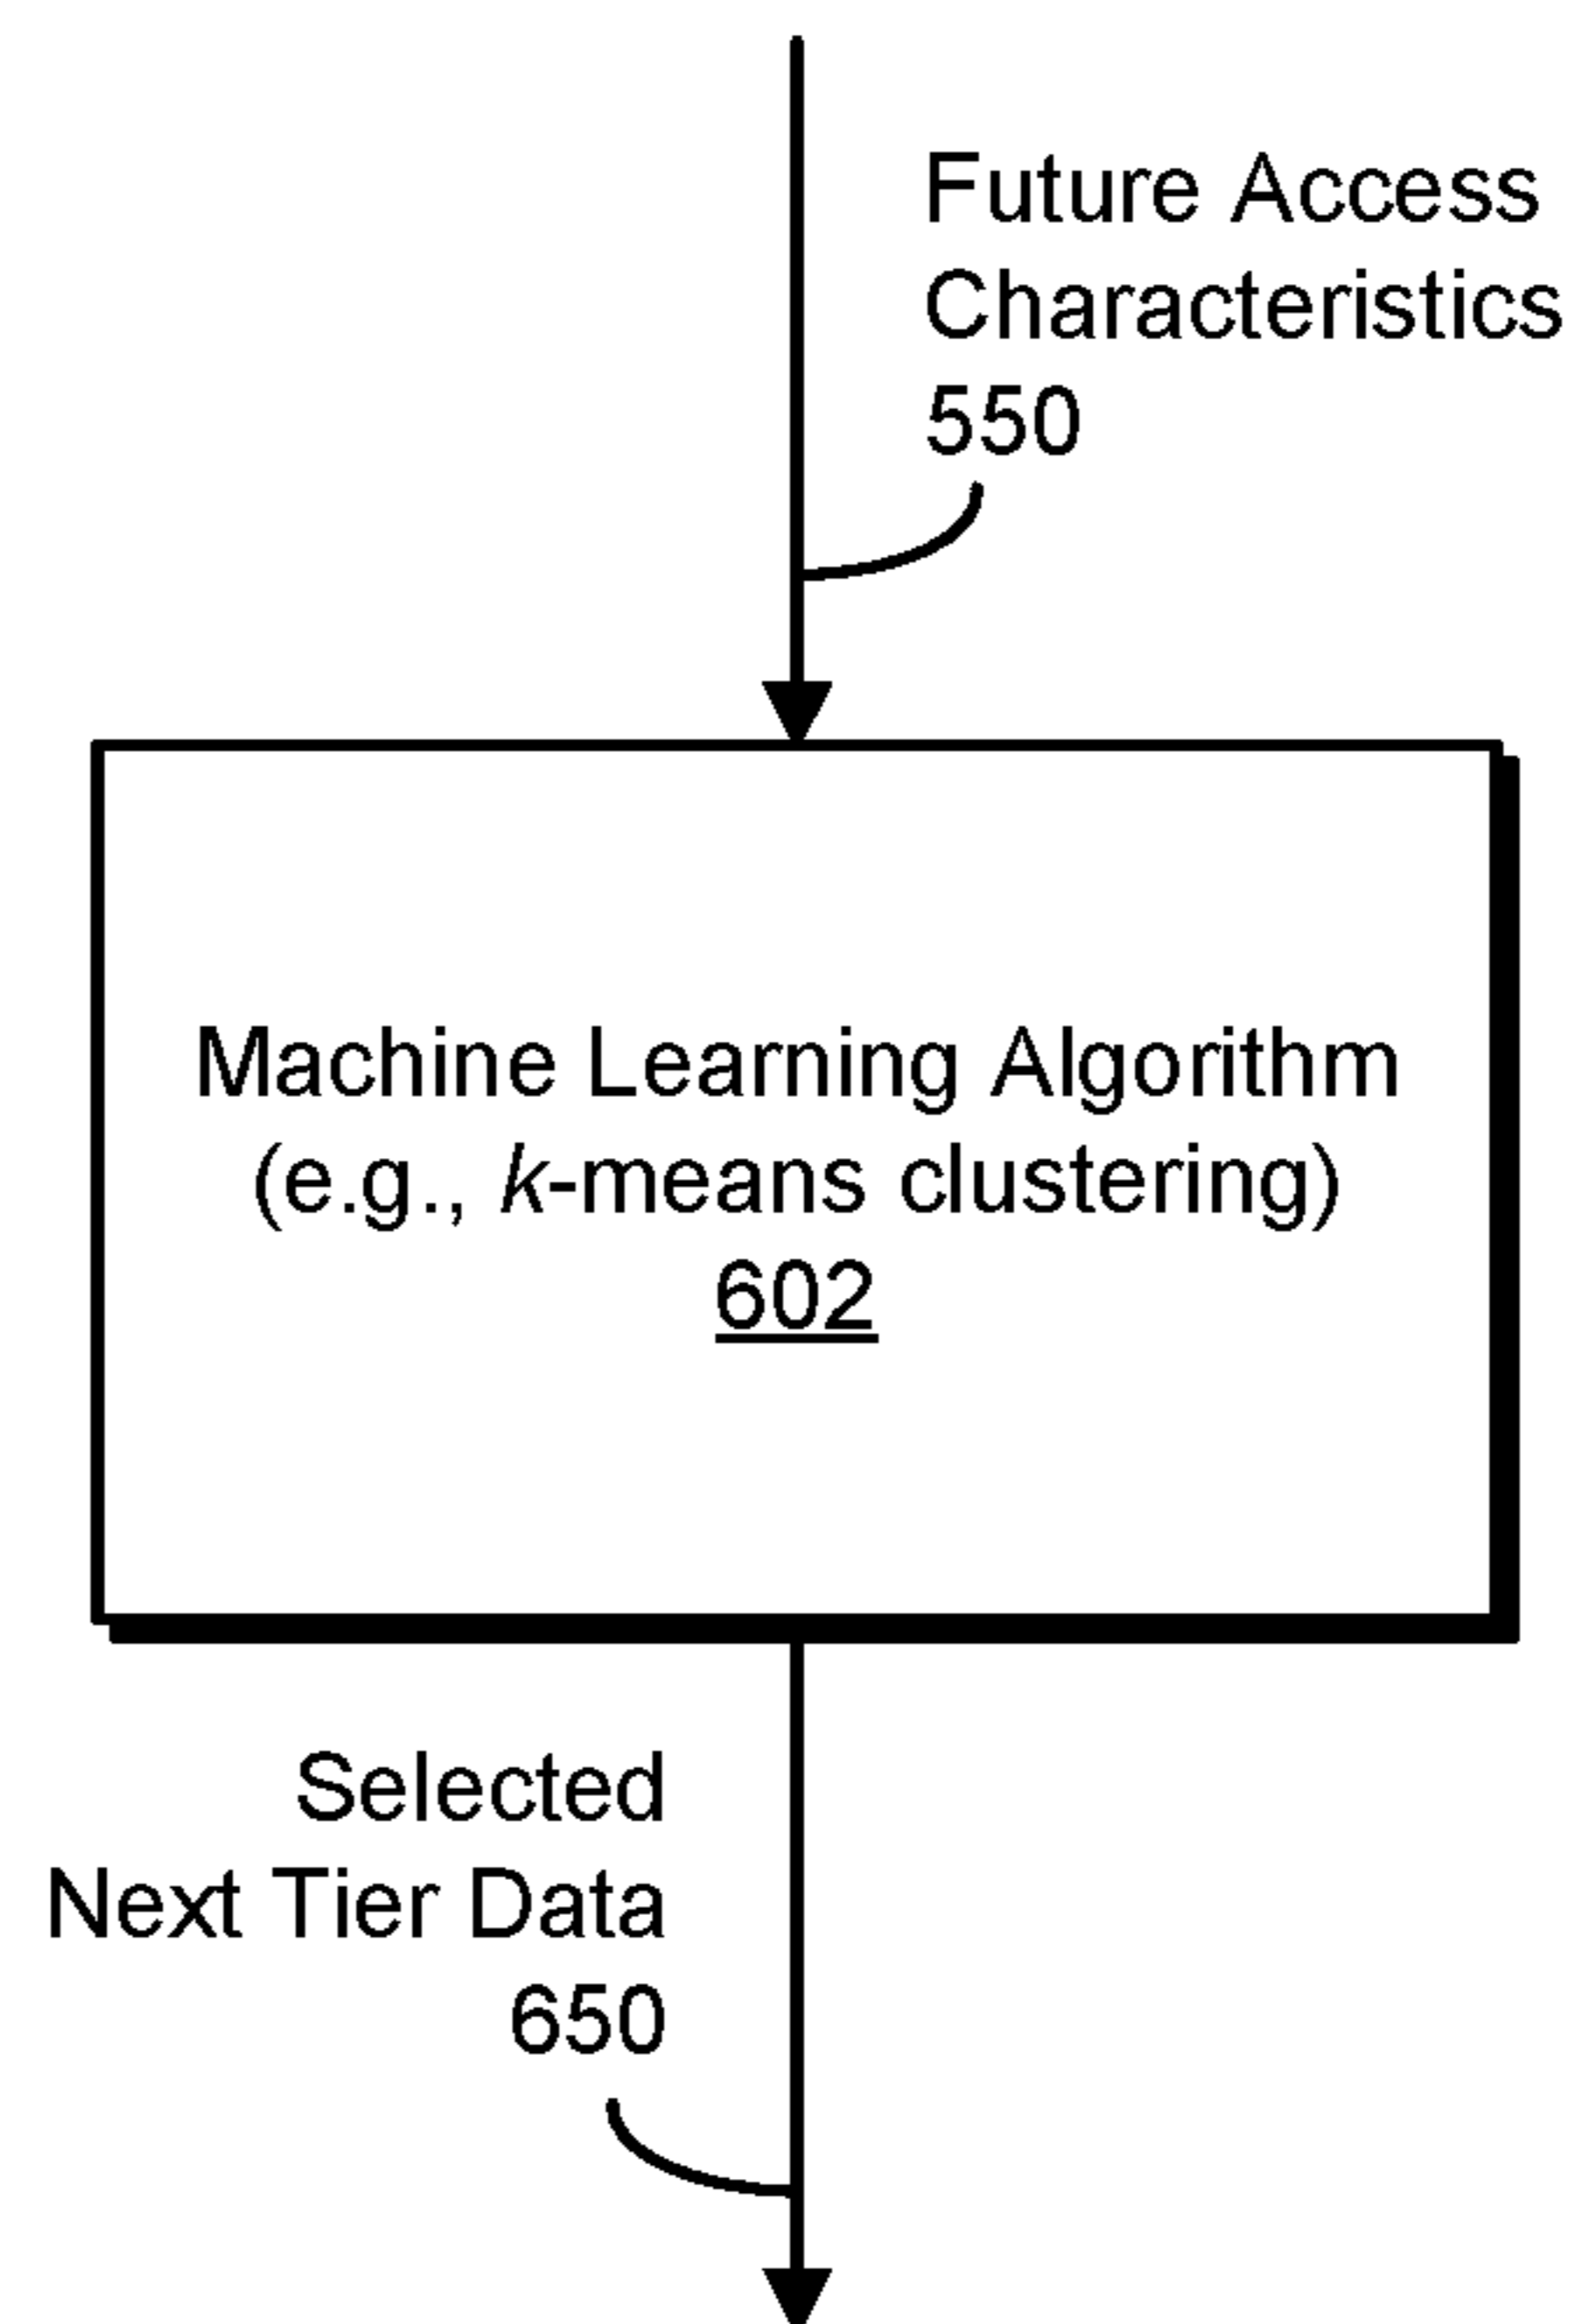 Future Access
Characteristics
550
Machine Learning Algorithm
(e.g., k-means clustering)
602
Selected
Next Tier Data
650